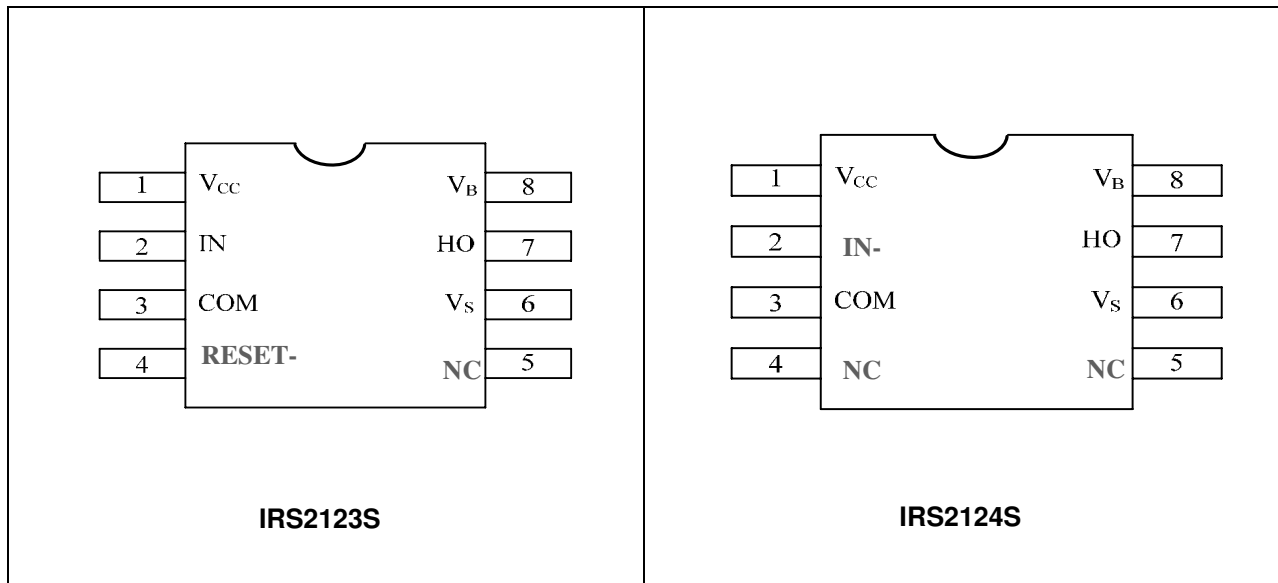 1 VCC VB 8
2 IN HO 7
3 COM VS 6
4 RESET- NC 5
IRS2123S
1 VCC VB 8
2 IN- HO 7
3 COM VS 6
4 NC NC 5
IRS2124S